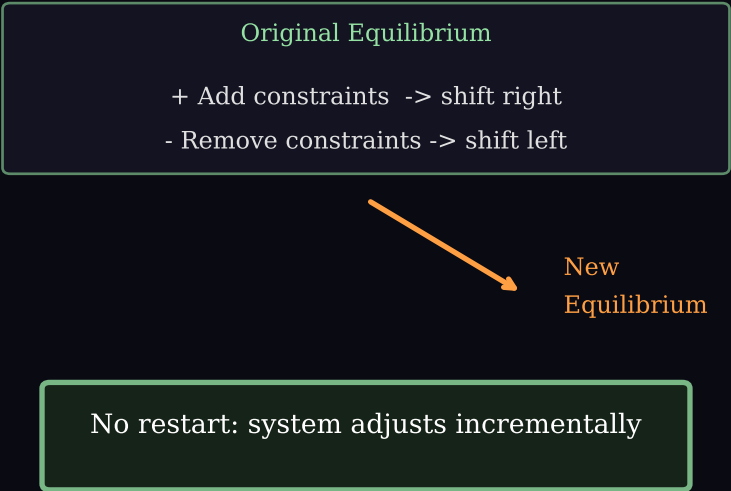 Original Equilibrium
+ Add constraints  -> shift right
- Remove constraints -> shift left
New
Equilibrium
No restart: system adjusts incrementally